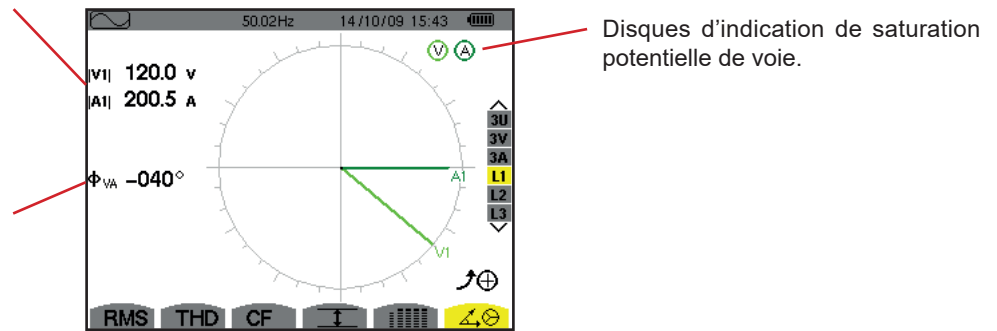 50.02Hz 14/10/09 15:43
V A
|V1| 120.0 v
|A1| 200.5 A
3U
3V
3A
L1
L2
L3
ΦVA -040°
A1
V1
RMS THD CF
Disques d'indication de saturation
potentielle de voie.